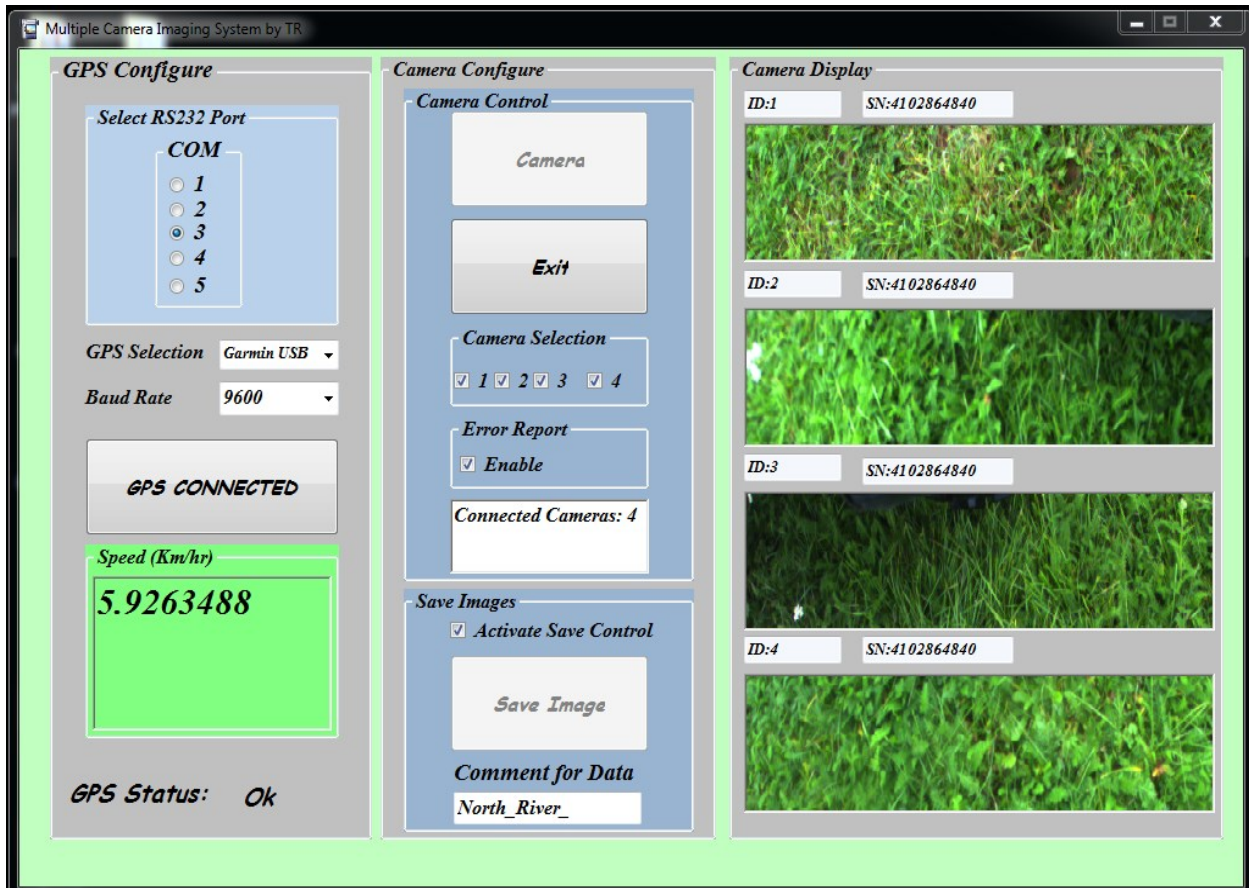 Multiple Camera Imaging System by TR
GPS Configure
Select RS232 Port
COM
1
2
3
4
5
GPS Selection Garmin USB
Baud Rate 9600
GPS CONNECTED
Speed (Km/hr)
5.9263488
GPS Status: Ok
Camera Configure
Camera Control
Camera
Exit
Camera Selection
1 2 3 4
Error Report
Enable
Connected Cameras: 4
Save Images
Activate Save Control
Save Image
Comment for Data
North_River_
Camera Display
ID:1 SN:4102864840
ID:2 SN:4102864840
ID:3 SN:4102864840
ID:4 SN:4102864840